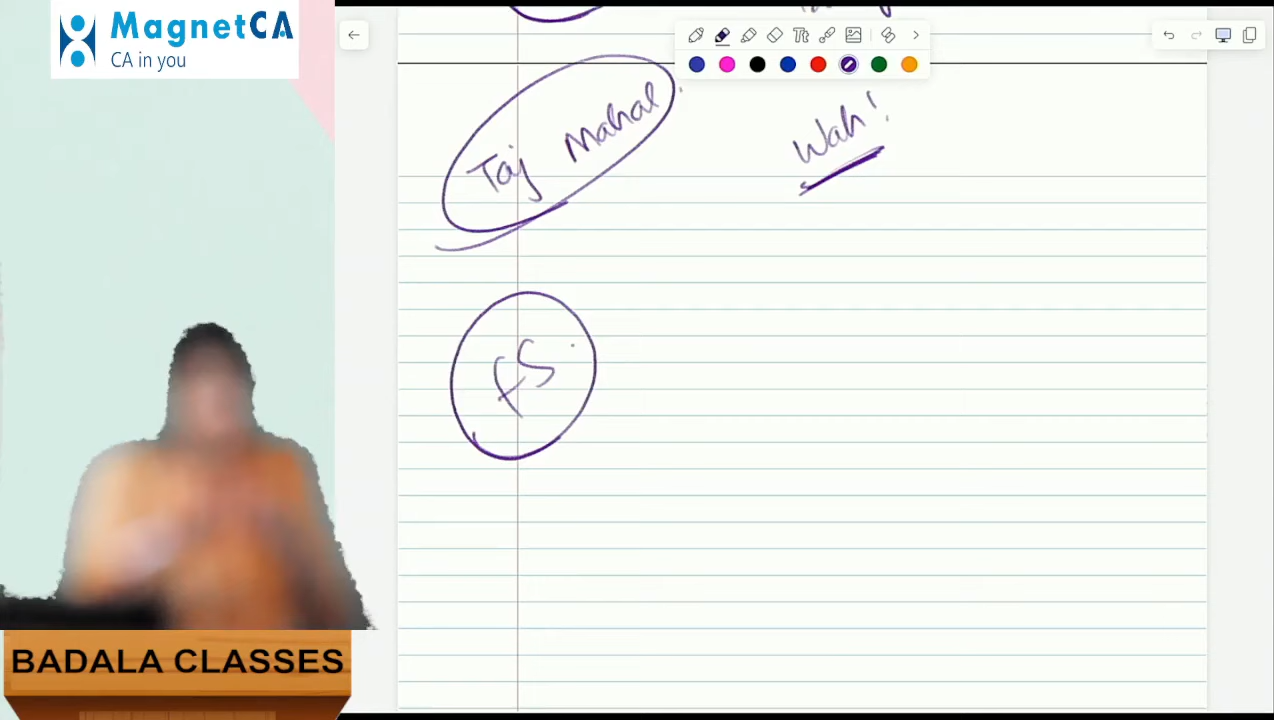 MagnetCA
CA in you
Taj Mahal
Wah!
FS
BADALA CLASSES